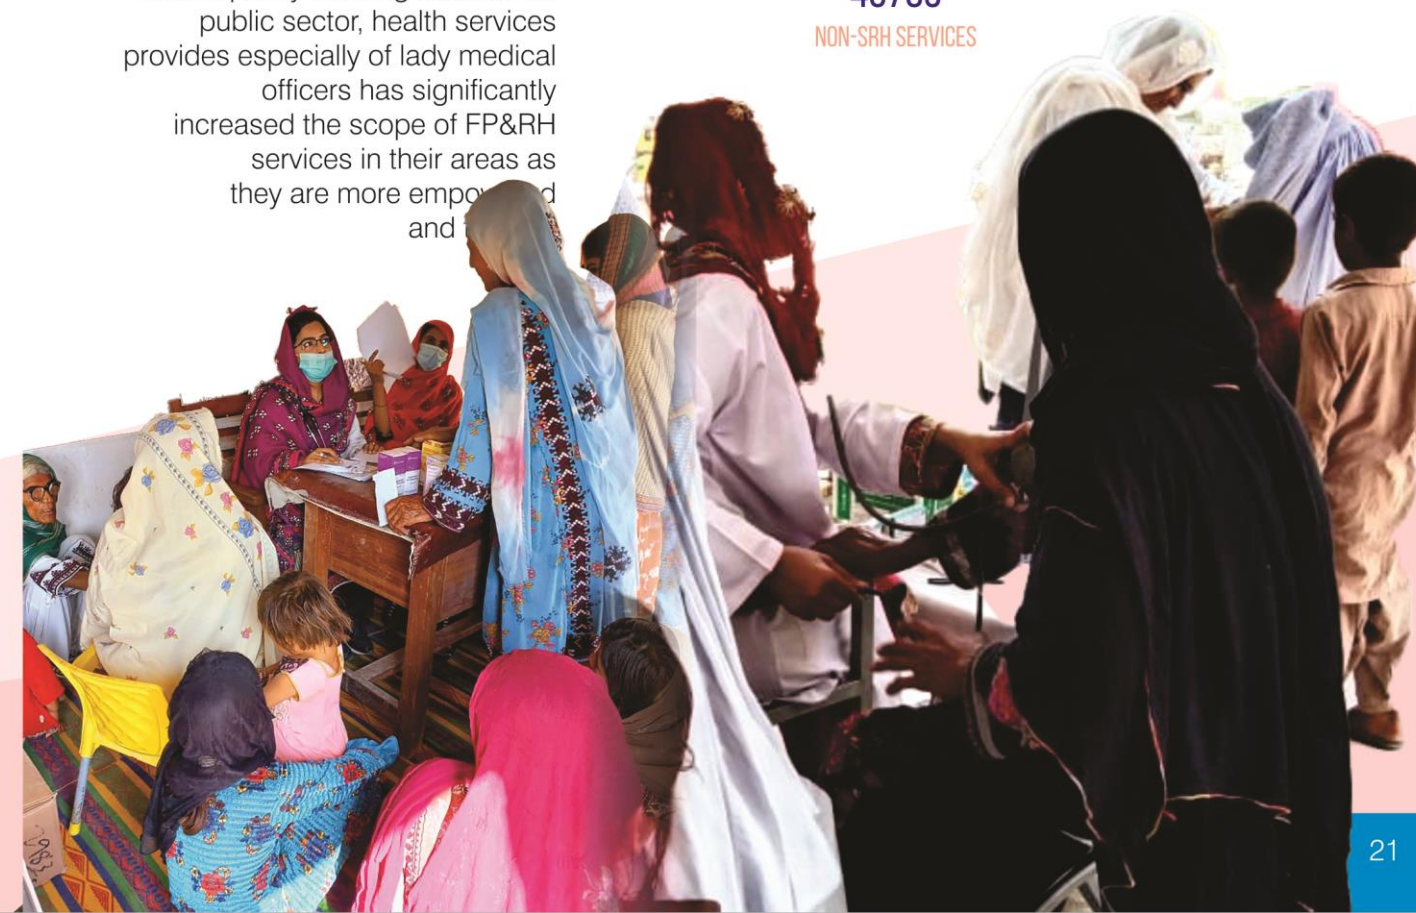 public sector, health services
provides especially of lady medical
officers has significantly
increased the scope of FP&RH
services in their areas as
they are more
and
NON-SRH SERVICES
21